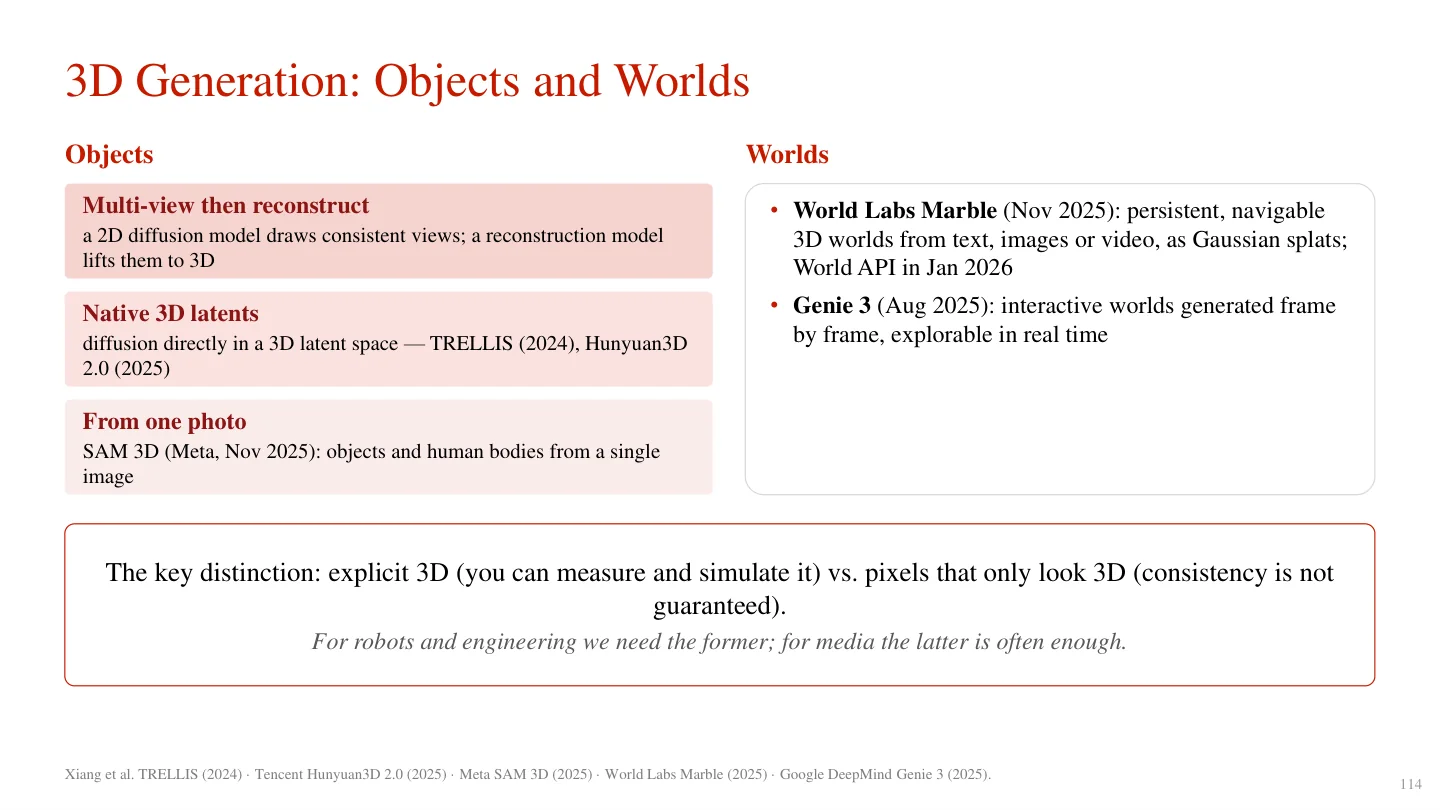 3D Generation: Objects and Worlds
Objects
Multi-view then reconstruct
a 2D diffusion model draws consistent views; a reconstruction model
lifts them to 3D
Native 3D latents
diffusion directly in a 3D latent space — TRELLIS (2024), Hunyuan3D
2.0 (2025)
From one photo
SAM 3D (Meta, Nov 2025): objects and human bodies from a single
image
Worlds
• World Labs Marble (Nov 2025): persistent, navigable
3D worlds from text, images or video, as Gaussian splats;
World API in Jan 2026
• Genie 3 (Aug 2025): interactive worlds generated frame
by frame, explorable in real time
The key distinction: explicit 3D (you can measure and simulate it) vs. pixels that only look 3D (consistency is not
guaranteed).
For robots and engineering we need the former; for media the latter is often enough.
Xiang et al. TRELLIS (2024) · Tencent Hunyuan3D 2.0 (2025) · Meta SAM 3D (2025) · World Labs Marble (2025) · Google DeepMind Genie 3 (2025).
114